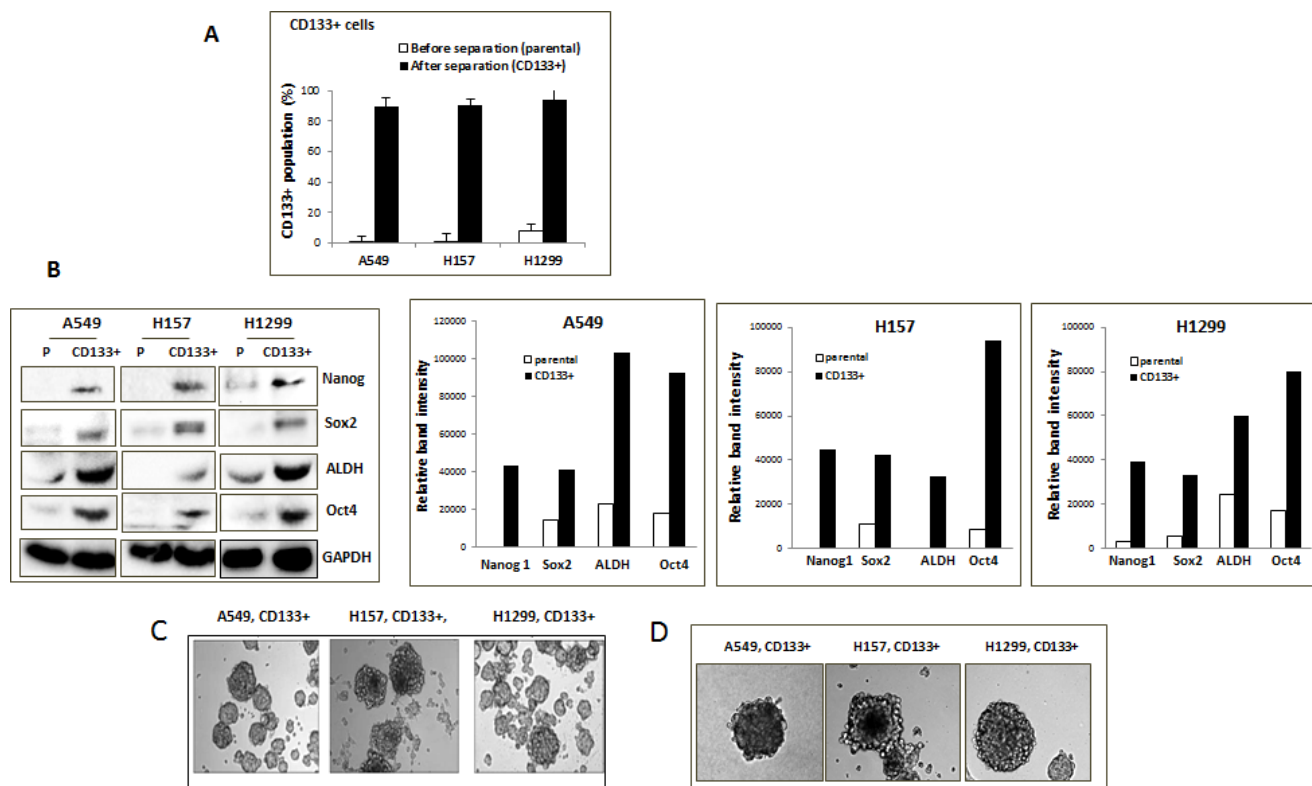 A
CD133+ cells
Before separation (parental)
After separation (CD133+)
CD133+ population (%)
100
80
60
40
20
0
A549 H157 H1299
B
A549 H157 H1299
P CD133+ P CD133+ P CD133+
Nanog
Sox2
ALDH
Oct4
GAPDH
A549
parental
CD133+
Relative band intensity
120000
100000
80000
60000
40000
20000
0
Nanog 1 Sox2 ALDH Oct4
H157
parental
CD133+
Relative band intensity
100000
80000
60000
40000
20000
0
Nanog1 Sox2 ALDH Oct4
H1299
parental
CD133+
Relative band intensity
100000
80000
60000
40000
20000
0
Nanog1 Sox2 ALDH Oct4
C
A549, CD133+ H157, CD133+, H1299, CD133+
D
A549, CD133+ H157, CD133+ H1299, CD133+